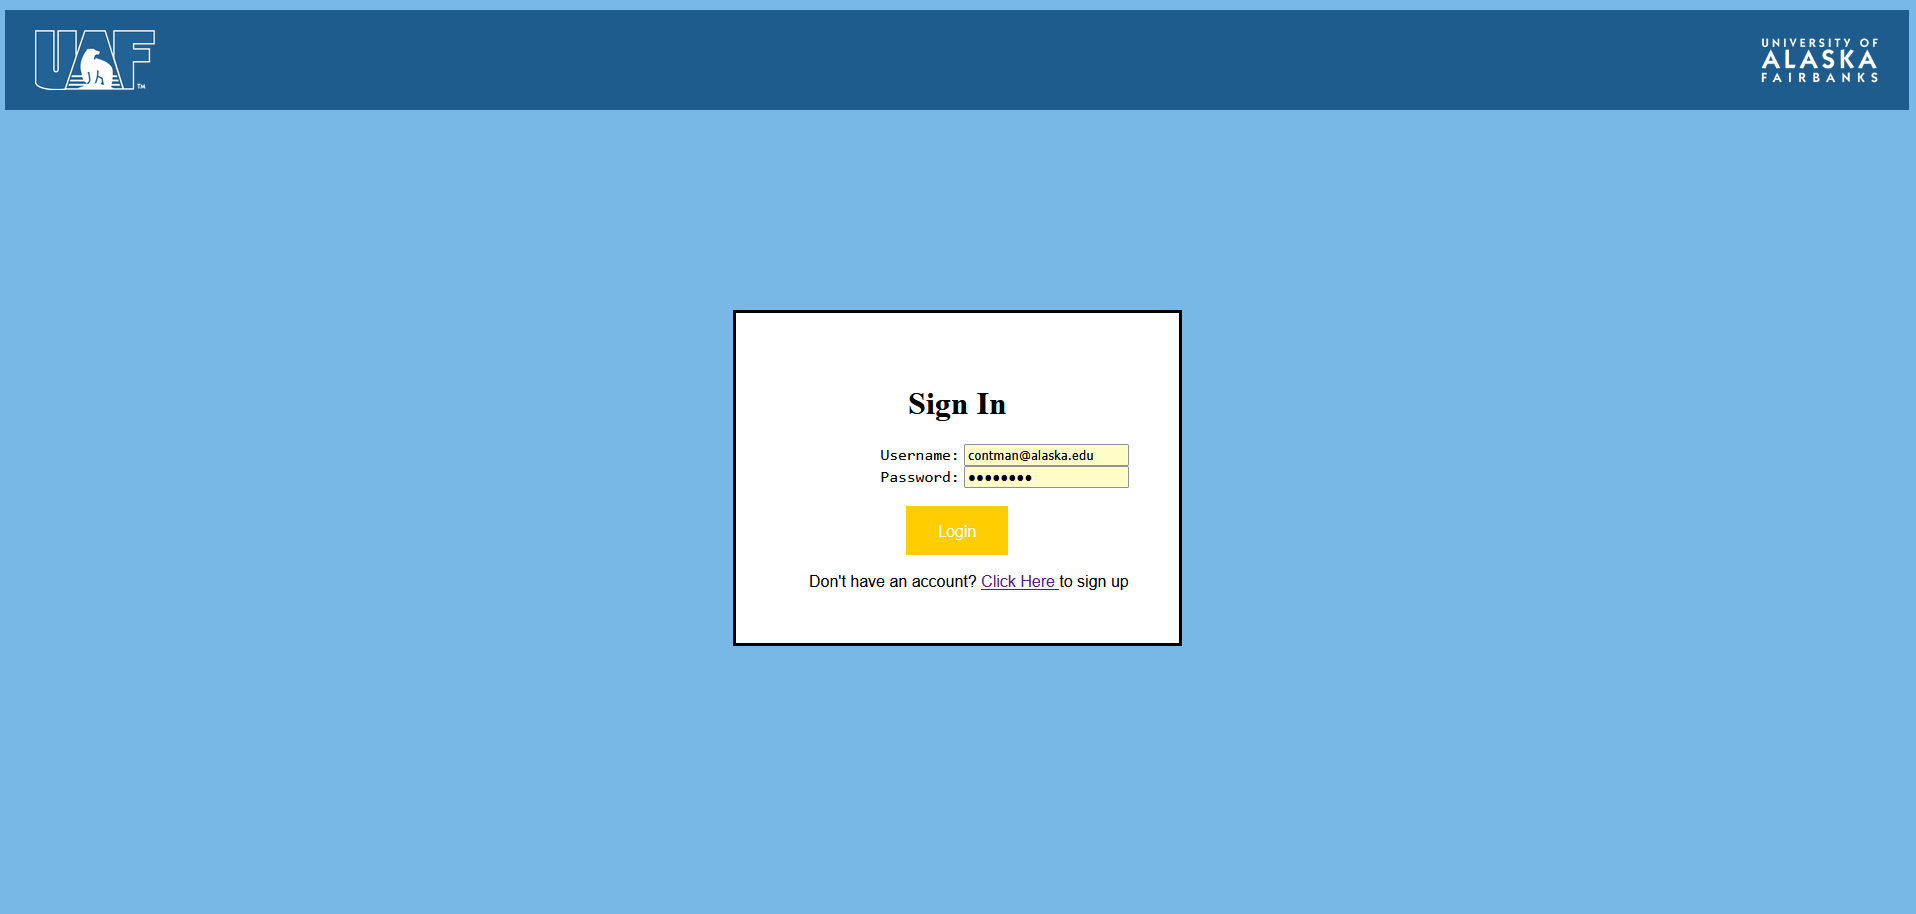 UAF™
UNIVERSITY OF
ALASKA
FAIRBANKS
Sign In
Username: contman@alaska.edu
Password: ••••••••
Login
Don't have an account? Click Here to sign up